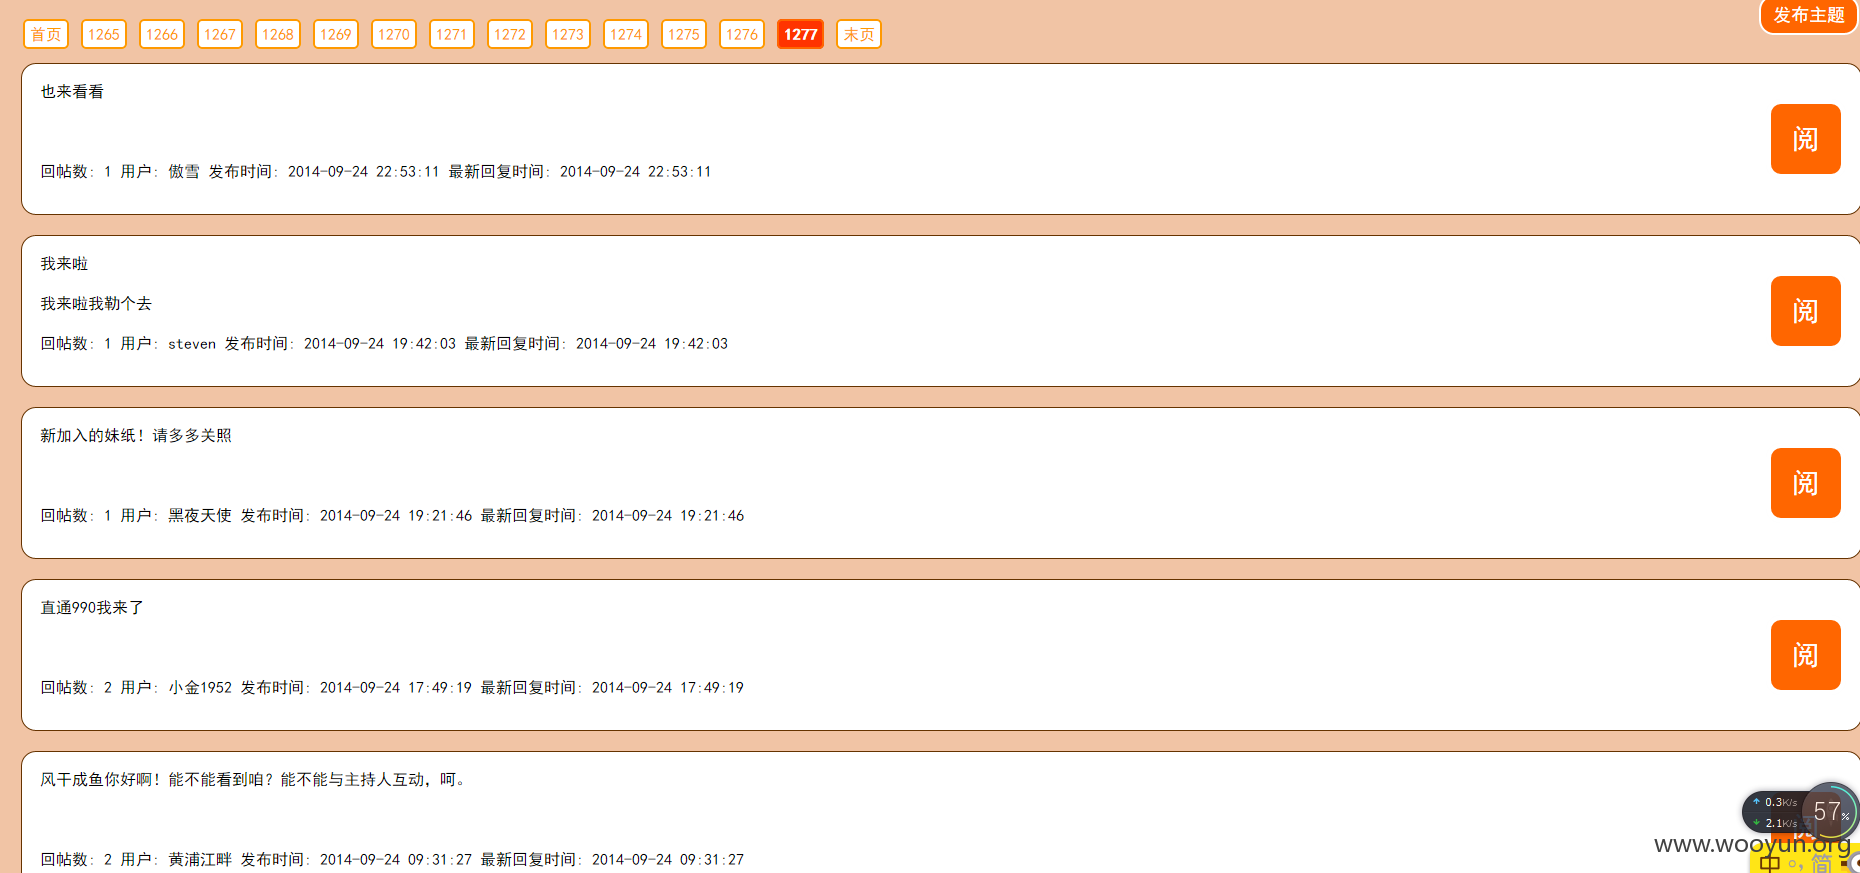 首页 1265 1266 1267 1268 1269 1270 1271 1272 1273 1274 1275 1276 1277 末页
发布主题
也来看看
阅
回帖数: 1 用户: 傲雪 发布时间: 2014-09-24 22:53:11 最新回复时间: 2014-09-24 22:53:11
我来啦
我来啦我勒个去
阅
回帖数: 1 用户: steven 发布时间: 2014-09-24 19:42:03 最新回复时间: 2014-09-24 19:42:03
新加入的妹纸！请多多关照
阅
回帖数: 1 用户: 黑夜天使 发布时间: 2014-09-24 19:21:46 最新回复时间: 2014-09-24 19:21:46
直通990我来了
阅
回帖数: 2 用户: 小金1952 发布时间: 2014-09-24 17:49:19 最新回复时间: 2014-09-24 17:49:19
风干成鱼你好啊！能不能看到咱？能不能与主持人互动，呵。
0.3K/s
57%
2.1K/s
www.wooyun.org
回帖数: 2 用户: 黄浦江畔 发布时间: 2014-09-24 09:31:27 最新回复时间: 2014-09-24 09:31:27
中 简